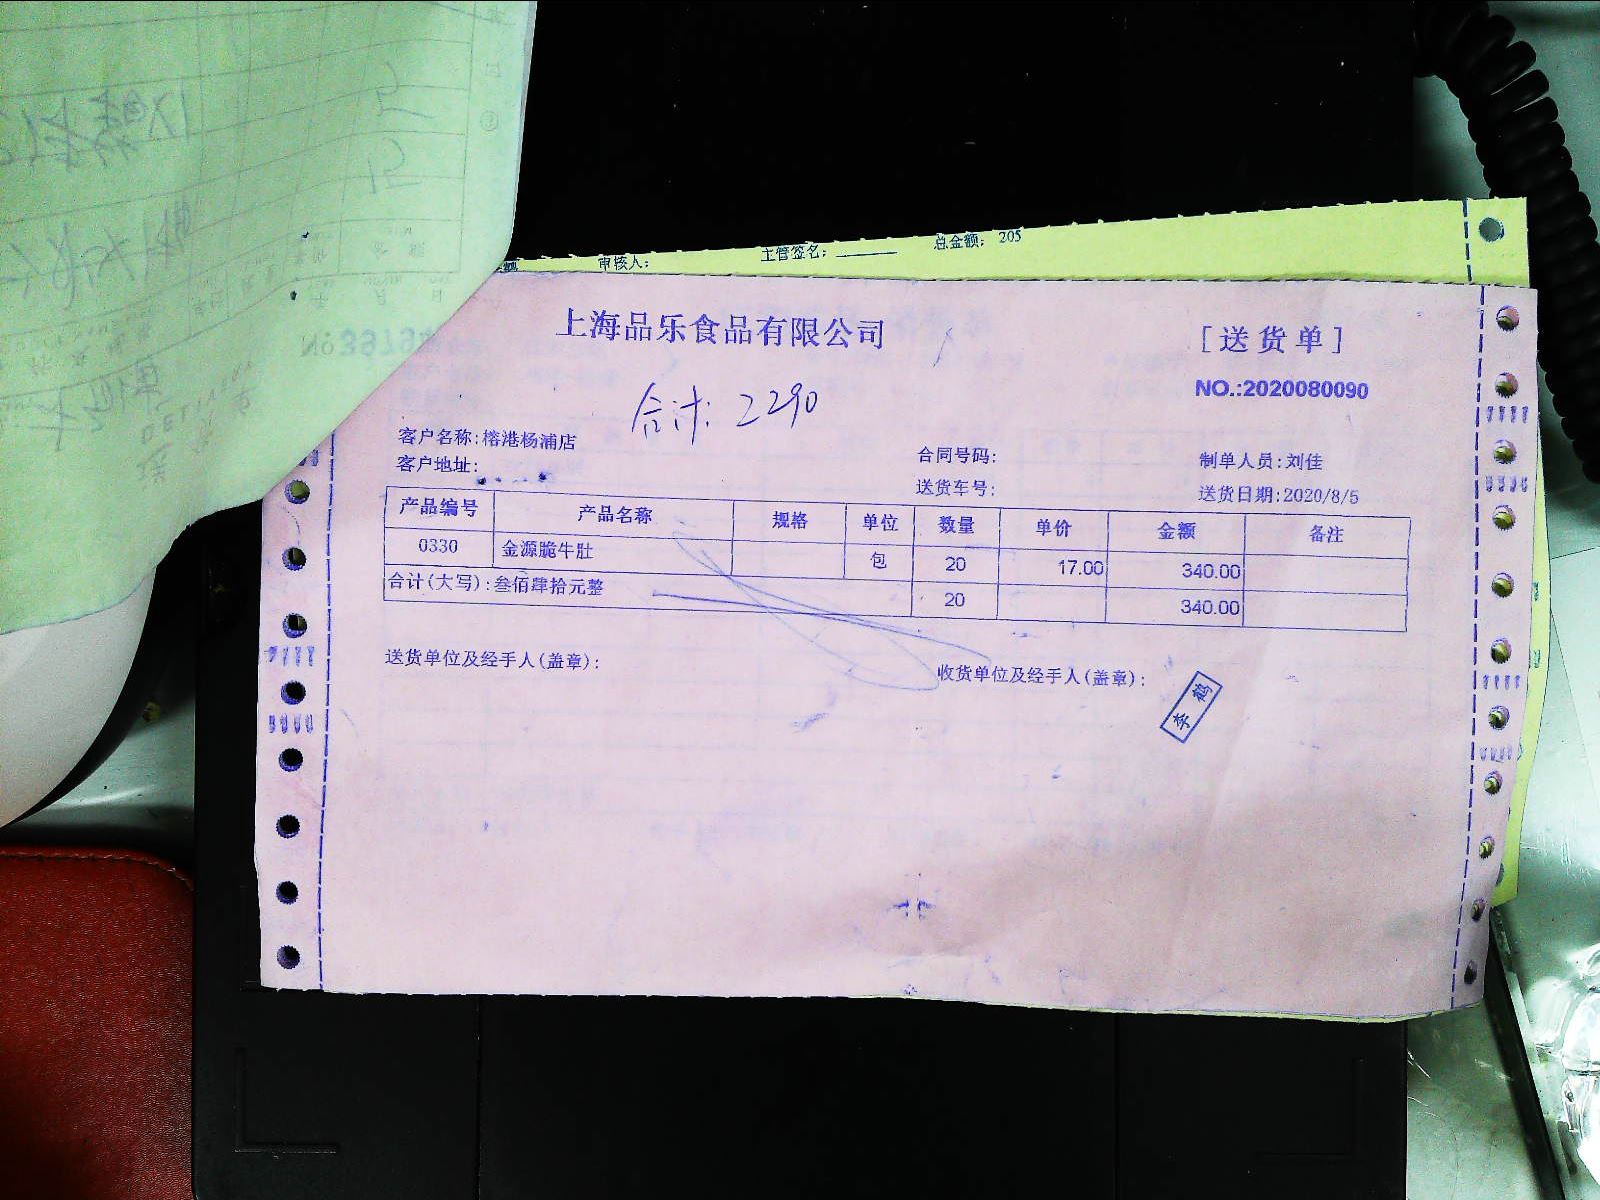 审核人: 主管签名: 总金额: 205
上海品乐食品有限公司
[送货单]
NO.:2020080090
合计: 2290
客户名称:榕港杨浦店
客户地址:
合同号码:
制单人员:刘佳
送货车号:
送货日期:2020/8/5
产品编号 产品名称 规格 单位 数量 单价 金额 备注
0330 金源脆牛肚 包 20 17.00 340.00
合计(大写):叁佰肆拾元整 20 340.00
送货单位及经手人(盖章):
收货单位及经手人(盖章):
李鹤